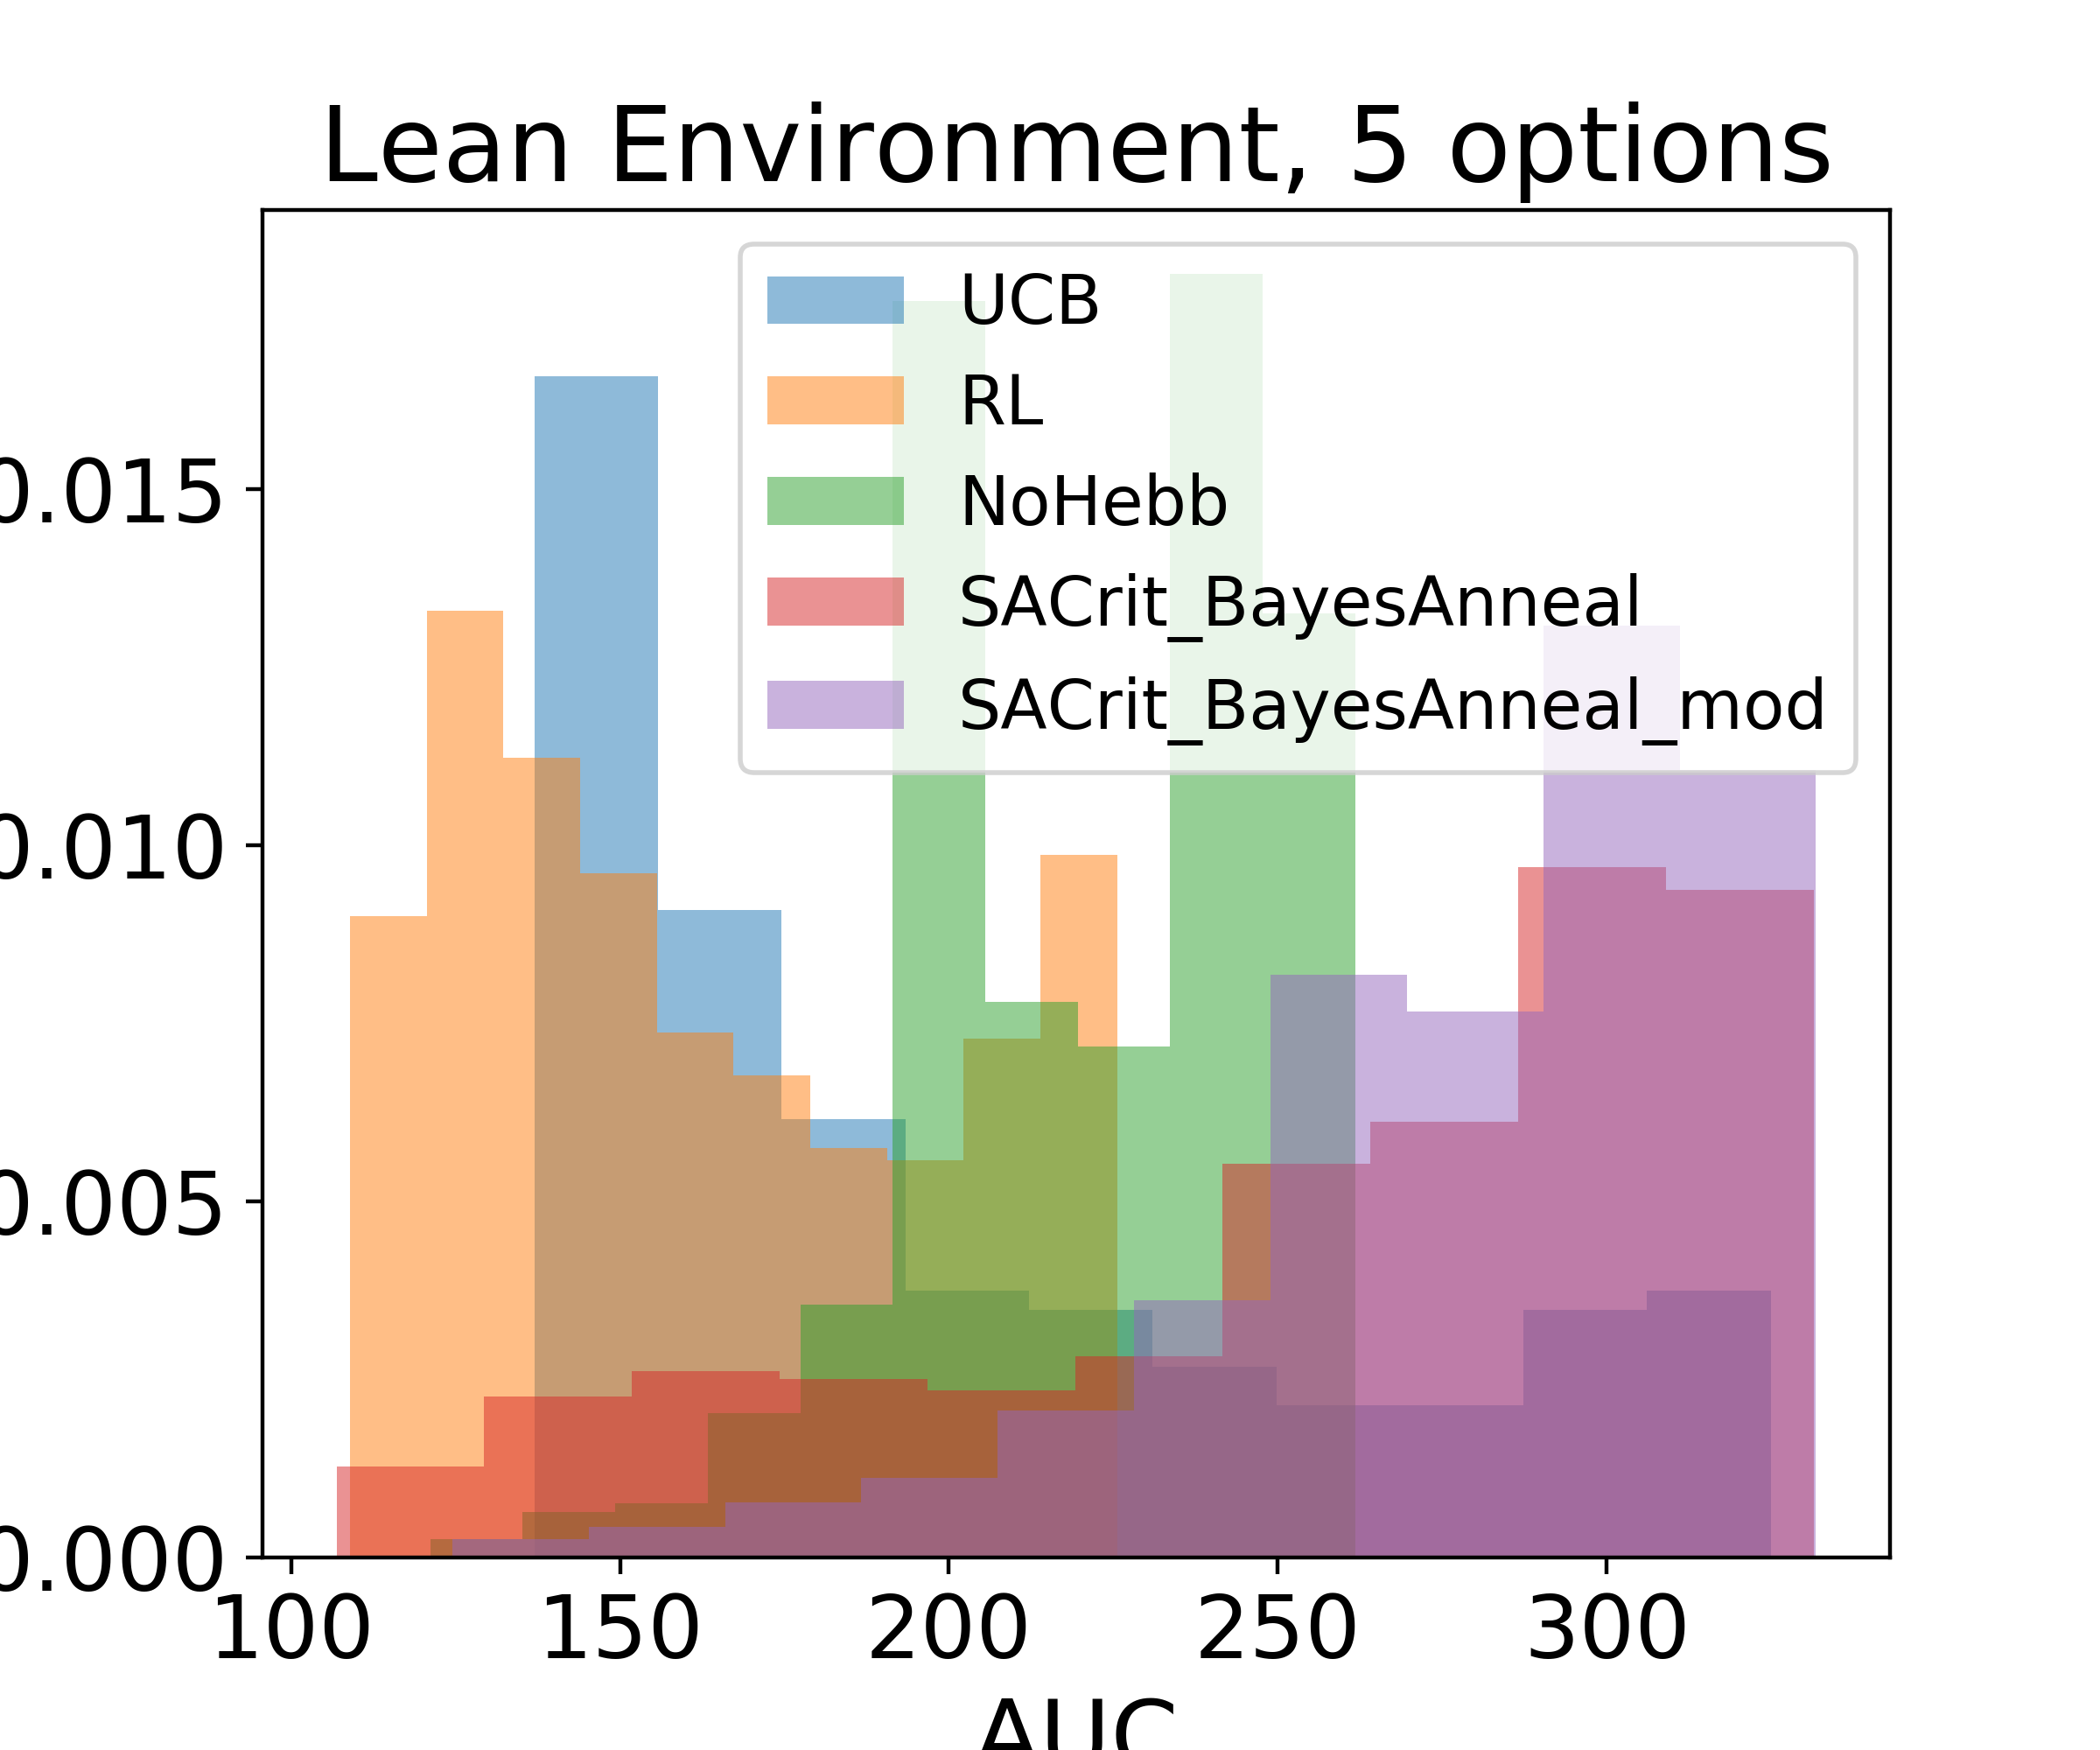 Lean Environment, 5 options
UCB
RL
NoHebb
SACrit_BayesAnneal
SACrit_BayesAnneal_mod
0.015
0.010
0.005
0.000
100 150 200 250 300
AUC